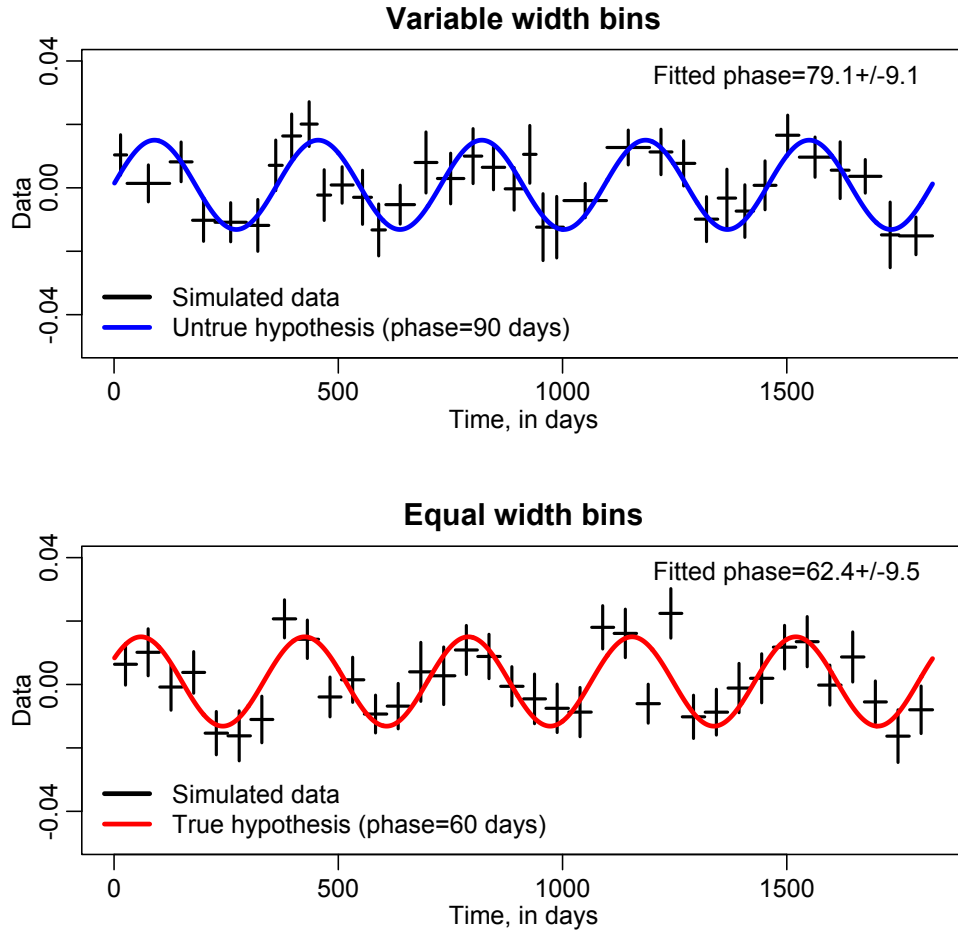 Variable width bins
Fitted phase=79.1+/-9.1
0.04
0.00
-0.04
Data
Simulated data
Untrue hypothesis (phase=90 days)
0 500 1000 1500
Time, in days
Equal width bins
Fitted phase=62.4+/-9.5
0.04
0.00
-0.04
Data
Simulated data
True hypothesis (phase=60 days)
0 500 1000 1500
Time, in days